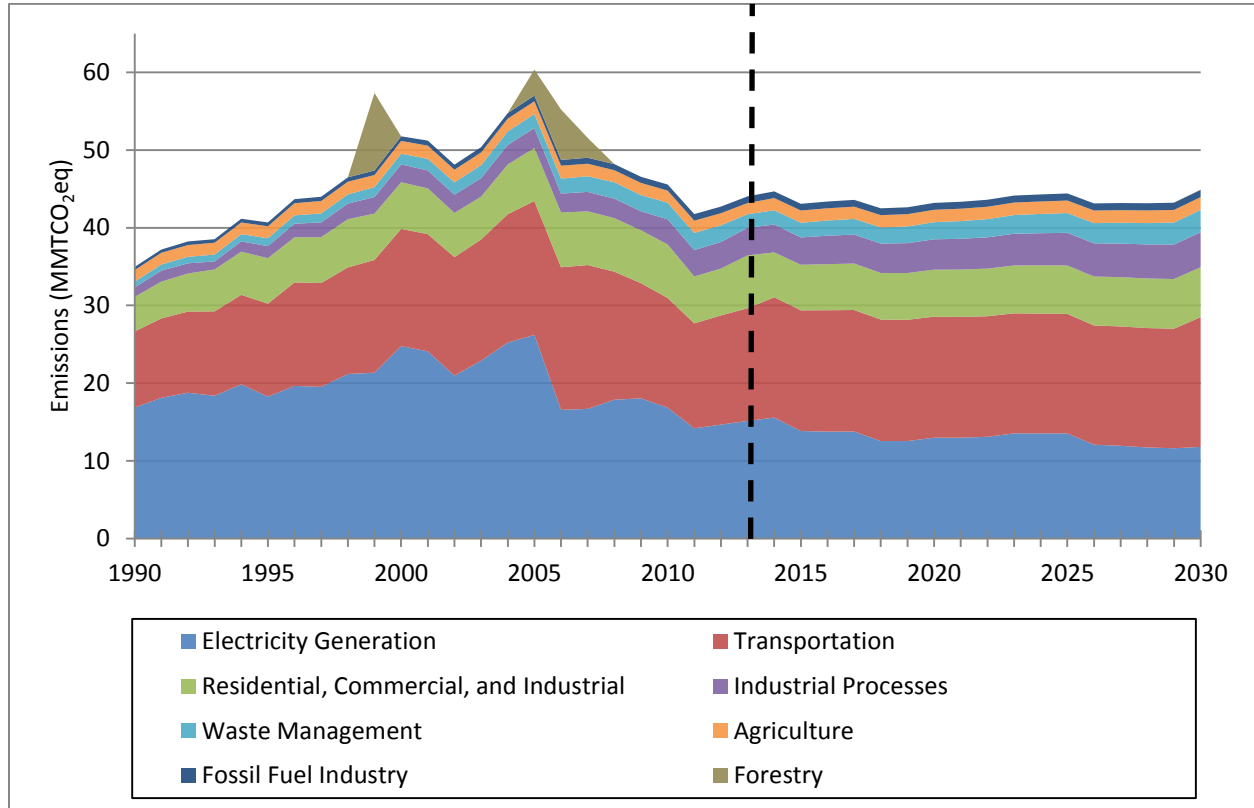 60
50
40
30
20
10
0
Emissions (MMTCO₂eq)
1990 1995 2000 2005 2010 2015 2020 2025 2030
Electricity Generation Transportation
Residential, Commercial, and Industrial Industrial Processes
Waste Management Agriculture
Fossil Fuel Industry Forestry